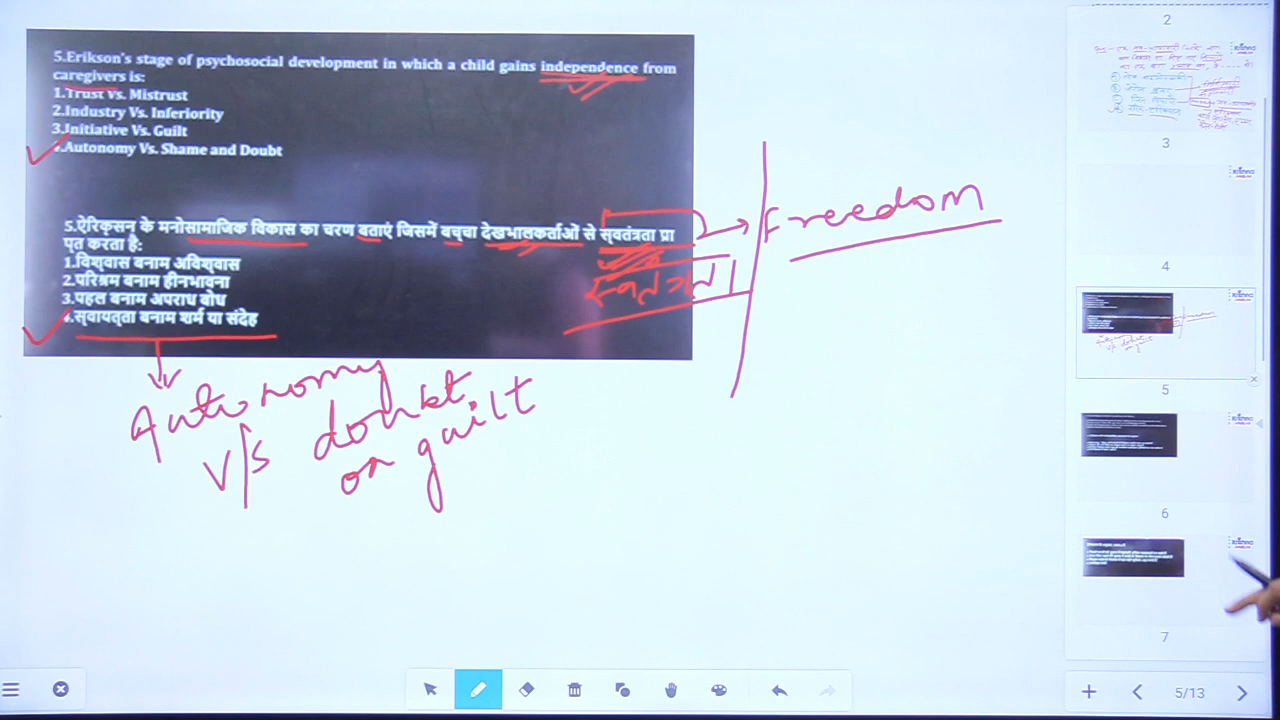 5.Erikson's stage of psychosocial development in which a child gains independence from
caregivers is:
1.Trust Vs. Mistrust
2.Industry Vs. Inferiority
3.Initiative Vs. Guilt
.Autonomy Vs. Shame and Doubt
5.ऐरिक्सन के मनोसामाजिक विकास का चरण बताएं जिसमें बच्चा देखभालकर्ताओं से स्वतंत्रता प्रा
प्त करता है:
1.विश्वास बनाम अविश्वास
2.परिश्रम बनाम हीनभावना
3.पहल बनाम अपराध बोध
.स्वायत्तता बनाम शर्म या संदेह
स्वतंत्रता
Freedom
Autonomy
v/s doubt
or guilt
2
3
4
5
6
7
5/13